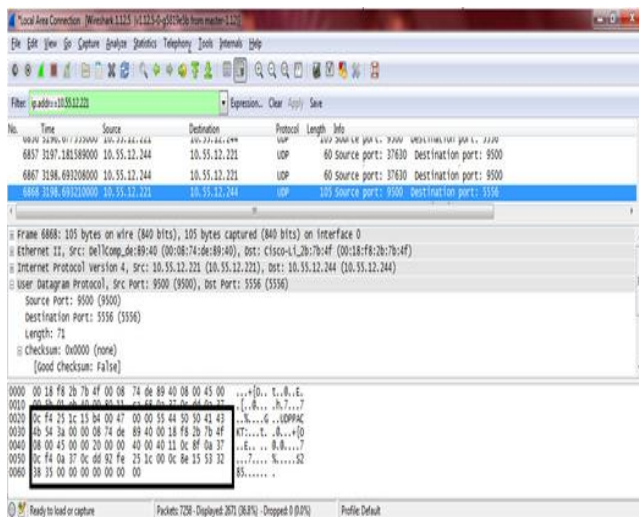 *Local Area Connection [Wireshark 1.12.5 (v1.12.5-0-g5819e5b from master-1.12)]
File Edit View Go Capture Analyze Statistics Telephony Tools Internals Help
Filter: ip.addr==10.55.12.221 Expression... Clear Apply Save
No. Time Source Destination Protocol Length Info
6857 3197.181589000 10.55.12.244 10.55.12.221 UDP 60 Source port: 37630 Destination port: 9500
6867 3198.693208000 10.55.12.244 10.55.12.221 UDP 60 Source port: 37630 Destination port: 9500
6868 3198.693210000 10.55.12.221 10.55.12.244 UDP 105 Source port: 9500 Destination port: 5556
Frame 6868: 105 bytes on wire (840 bits), 105 bytes captured (840 bits) on interface 0
Ethernet II, Src: DellComp_de:89:40 (00:08:74:de:89:40), Dst: Cisco-Li_2b:7b:4f (00:18:f8:2b:7b:4f)
Internet Protocol Version 4, Src: 10.55.12.221 (10.55.12.221), Dst: 10.55.12.244 (10.55.12.244)
User Datagram Protocol, Src Port: 9500 (9500), Dst Port: 5556 (5556)
Source Port: 9500 (9500)
Destination Port: 5556 (5556)
Length: 71
Checksum: 0x0000 (none)
[Good Checksum: False]
0000 00 18 f8 2b 7b 4f 00 08 74 de 89 40 08 00 45 00 ...+{O.. t..@..E.
0010
0020 0c f4 25 1c 15 b4 00 47 00 00 55 44 50 50 41 43 ..%....G ..UDPPAC
0030 4b 54 3a 00 00 08 74 de 89 40 00 18 f8 2b 7b 4f KT:...t. .@...+{O
0040 08 00 45 00 00 20 00 00 40 00 40 11 0c 8f 0a 37 ..E.. .. @.@....7
0050 0c f4 0a 37 0c dd 92 fe 25 1c 00 0c 8e 15 53 32 ...7.... %.....S2
0060 38 35 00 00 00 00 00 00 00 85...... .
Ready to load or capture Packets: 7258 · Displayed: 2671 (36.8%) · Dropped: 0 (0.0%) Profile: Default